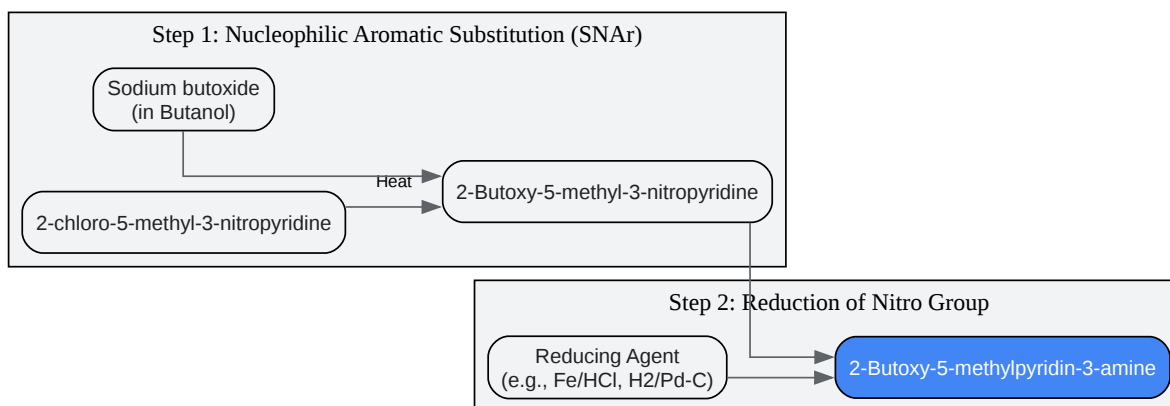 Step 1: Nucleophilic Aromatic Substitution (SNAr)
Sodium butoxide
(in Butanol)
Heat
2-chloro-5-methyl-3-nitropyridine
2-Butoxy-5-methyl-3-nitropyridine
Step 2: Reduction of Nitro Group
Reducing Agent
(e.g., Fe/HCl, H2/Pd-C)
2-Butoxy-5-methylpyridin-3-amine